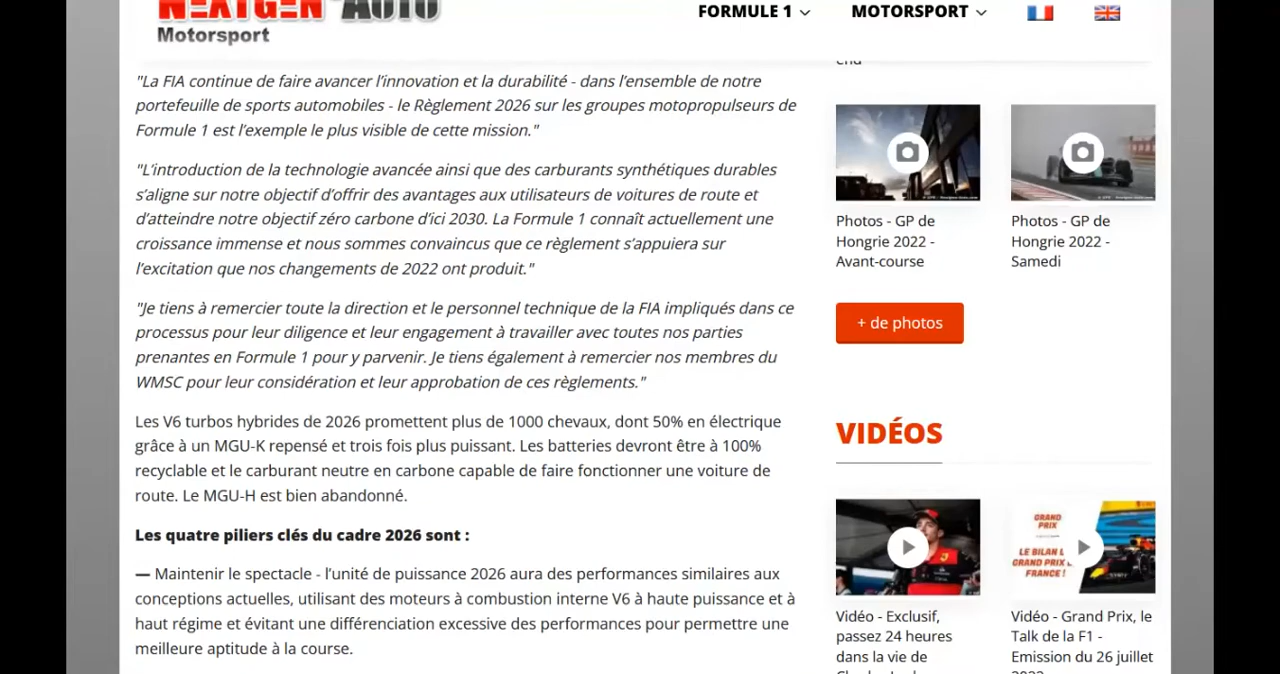 NEXTGEN-AUTO
Motorsport
FORMULE 1
MOTORSPORT
"La FIA continue de faire avancer l'innovation et la durabilité - dans l'ensemble de notre
portefeuille de sports automobiles - le Règlement 2026 sur les groupes motopropulseurs de
Formule 1 est l'exemple le plus visible de cette mission."
"L'introduction de la technologie avancée ainsi que des carburants synthétiques durables
s'aligne sur notre objectif d'offrir des avantages aux utilisateurs de voitures de route et
d'atteindre notre objectif zéro carbone d'ici 2030. La Formule 1 connaît actuellement une
croissance immense et nous sommes convaincus que ce règlement s'appuiera sur
l'excitation que nos changements de 2022 ont produit."
"Je tiens à remercier toute la direction et le personnel technique de la FIA impliqués dans ce
processus pour leur diligence et leur engagement à travailler avec toutes nos parties
prenantes en Formule 1 pour y parvenir. Je tiens également à remercier nos membres du
WMSC pour leur considération et leur approbation de ces règlements."
Les V6 turbos hybrides de 2026 promettent plus de 1000 chevaux, dont 50% en électrique
grâce à un MGU-K repensé et trois fois plus puissant. Les batteries devront être à 100%
recyclable et le carburant neutre en carbone capable de faire fonctionner une voiture de
route. Le MGU-H est bien abandonné.
Les quatre piliers clés du cadre 2026 sont :
— Maintenir le spectacle - l'unité de puissance 2026 aura des performances similaires aux
conceptions actuelles, utilisant des moteurs à combustion interne V6 à haute puissance et à
haut régime et évitant une différenciation excessive des performances pour permettre une
meilleure aptitude à la course.
Photos - GP de
Hongrie 2022 -
Avant-course
Photos - GP de
Hongrie 2022 -
Samedi
+ de photos
VIDÉOS
GRAND
PRIX
LE BILAN
GRAND PRIX
FRANCE !
Vidéo - Exclusif,
passez 24 heures
dans la vie de
Vidéo - Grand Prix, le
Talk de la F1 -
Emission du 26 juillet